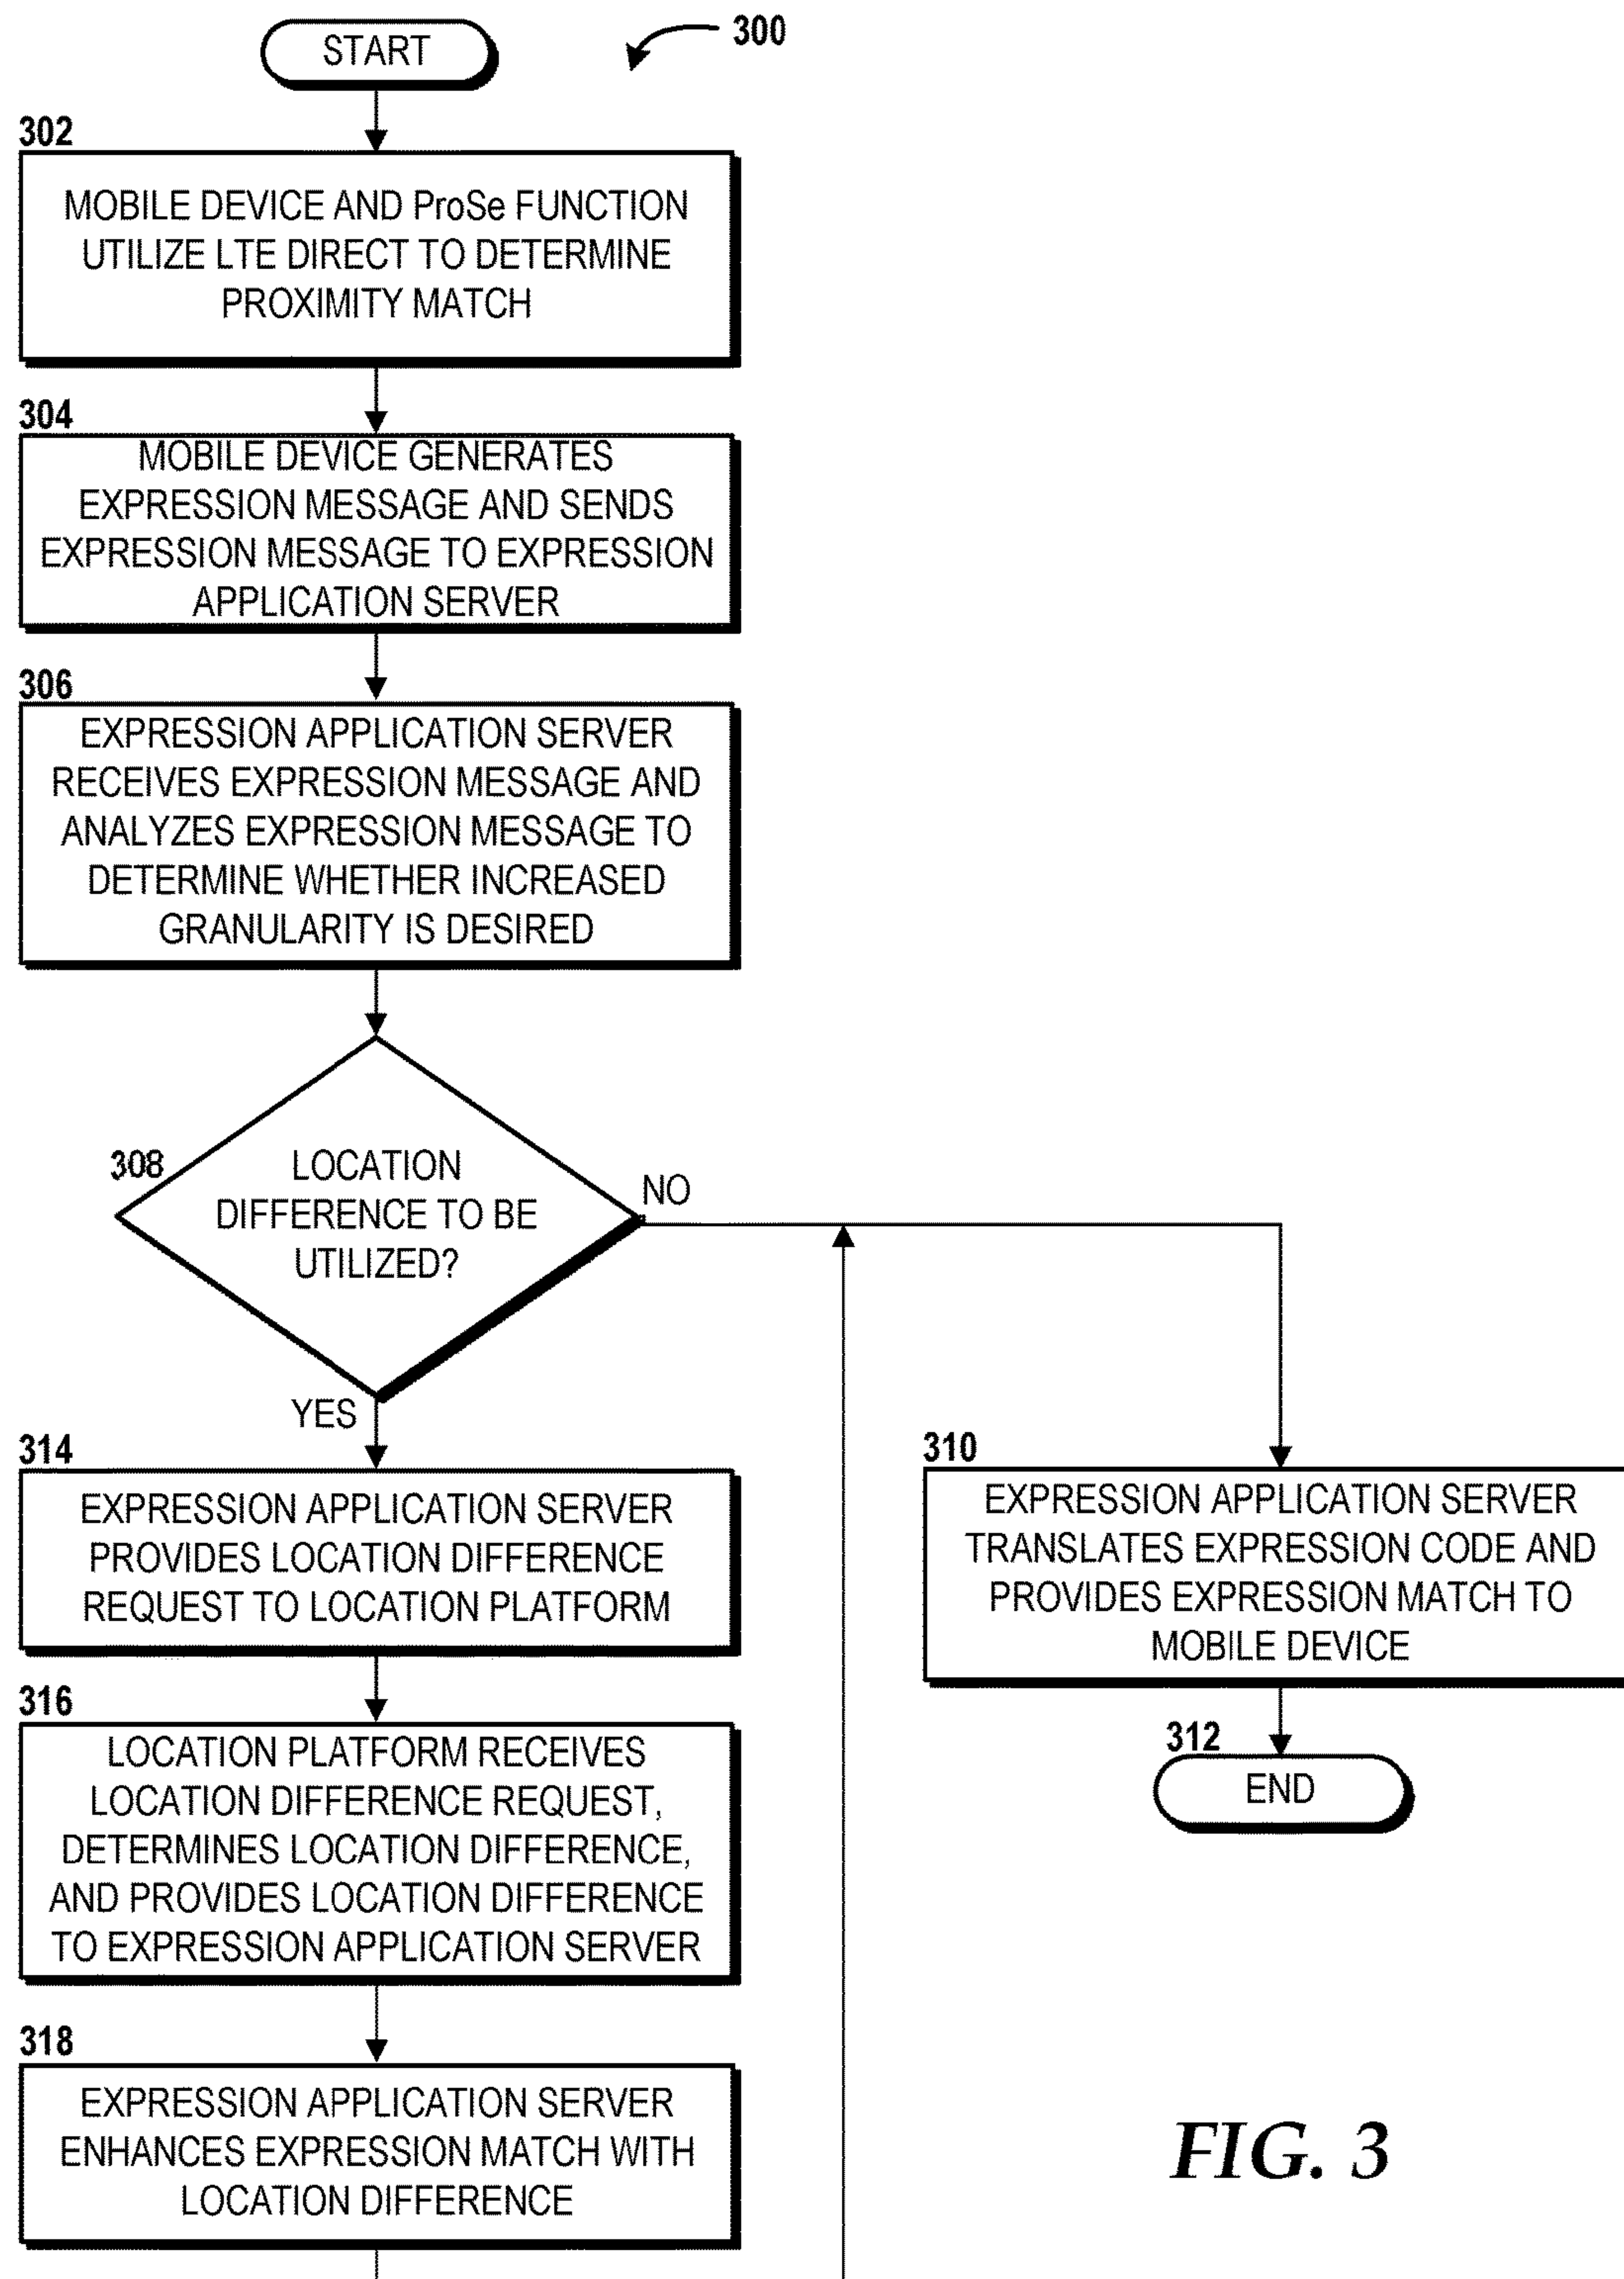 START
300
302
MOBILE DEVICE AND ProSe FUNCTION
UTILIZE LTE DIRECT TO DETERMINE
PROXIMITY MATCH
304
MOBILE DEVICE GENERATES
EXPRESSION MESSAGE AND SENDS
EXPRESSION MESSAGE TO EXPRESSION
APPLICATION SERVER
306
EXPRESSION APPLICATION SERVER
RECEIVES EXPRESSION MESSAGE AND
ANALYZES EXPRESSION MESSAGE TO
DETERMINE WHETHER INCREASED
GRANULARITY IS DESIRED
308
LOCATION
DIFFERENCE TO BE
UTILIZED?
NO
YES
314
EXPRESSION APPLICATION SERVER
PROVIDES LOCATION DIFFERENCE
REQUEST TO LOCATION PLATFORM
310
EXPRESSION APPLICATION SERVER
TRANSLATES EXPRESSION CODE AND
PROVIDES EXPRESSION MATCH TO
MOBILE DEVICE
312
END
316
LOCATION PLATFORM RECEIVES
LOCATION DIFFERENCE REQUEST,
DETERMINES LOCATION DIFFERENCE,
AND PROVIDES LOCATION DIFFERENCE
TO EXPRESSION APPLICATION SERVER
318
EXPRESSION APPLICATION SERVER
ENHANCES EXPRESSION MATCH WITH
LOCATION DIFFERENCE
FIG. 3